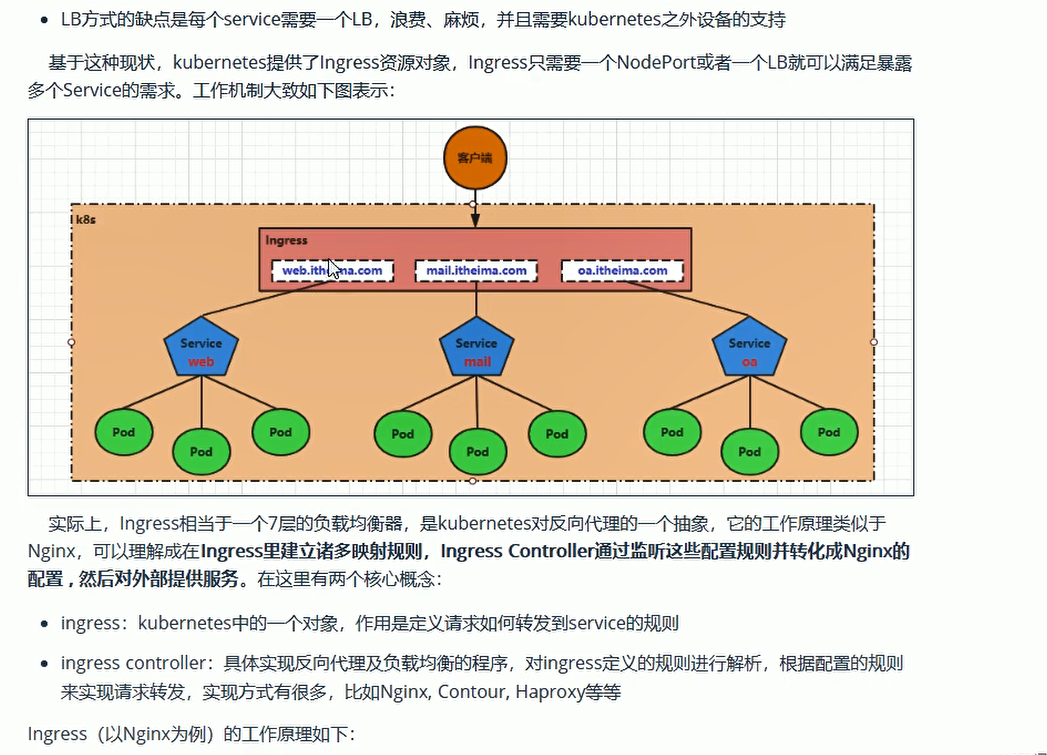 LB方式的缺点是每个service需要一个LB，浪费、麻烦，并且需要kubernetes之外设备的支持
基于这种现状，kubernetes提供了Ingress资源对象，Ingress只需要一个NodePort或者一个LB就可以满足暴露
多个Service的需求。工作机制大致如下图表示：
客户端
k8s
Ingress
mail.itheima.com
oa.itheima.com
Service
web
Service
mail
Service
oa
Pod
Pod
Pod
Pod
Pod
Pod
Pod
Pod
Pod
实际上，Ingress相当于一个7层的负载均衡器，是kubernetes对反向代理的一个抽象，它的工作原理类似于
Nginx，可以理解成在Ingress里建立诸多映射规则，Ingress Controller通过监听这些配置规则并转化成Nginx的
配置 , 然后对外部提供服务。在这里有两个核心概念：
ingress：kubernetes中的一个对象，作用是定义请求如何转发到service的规则
ingress controller：具体实现反向代理及负载均衡的程序，对ingress定义的规则进行解析，根据配置的规则
来实现请求转发，实现方式有很多，比如Nginx, Contour, Haproxy等等
Ingress（以Nginx为例）的工作原理如下：